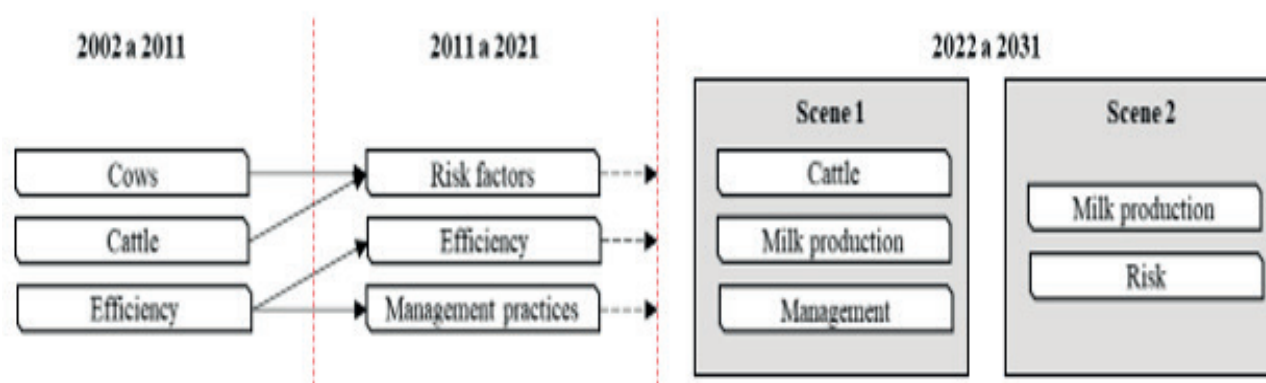 2002 a 2011
Cows
Cattle
Efficiency
2011 a 2021
Risk factors
Efficiency
Management practices
2022 a 2031
Scene 1
Cattle
Milk production
Management
Scene 2
Milk production
Risk